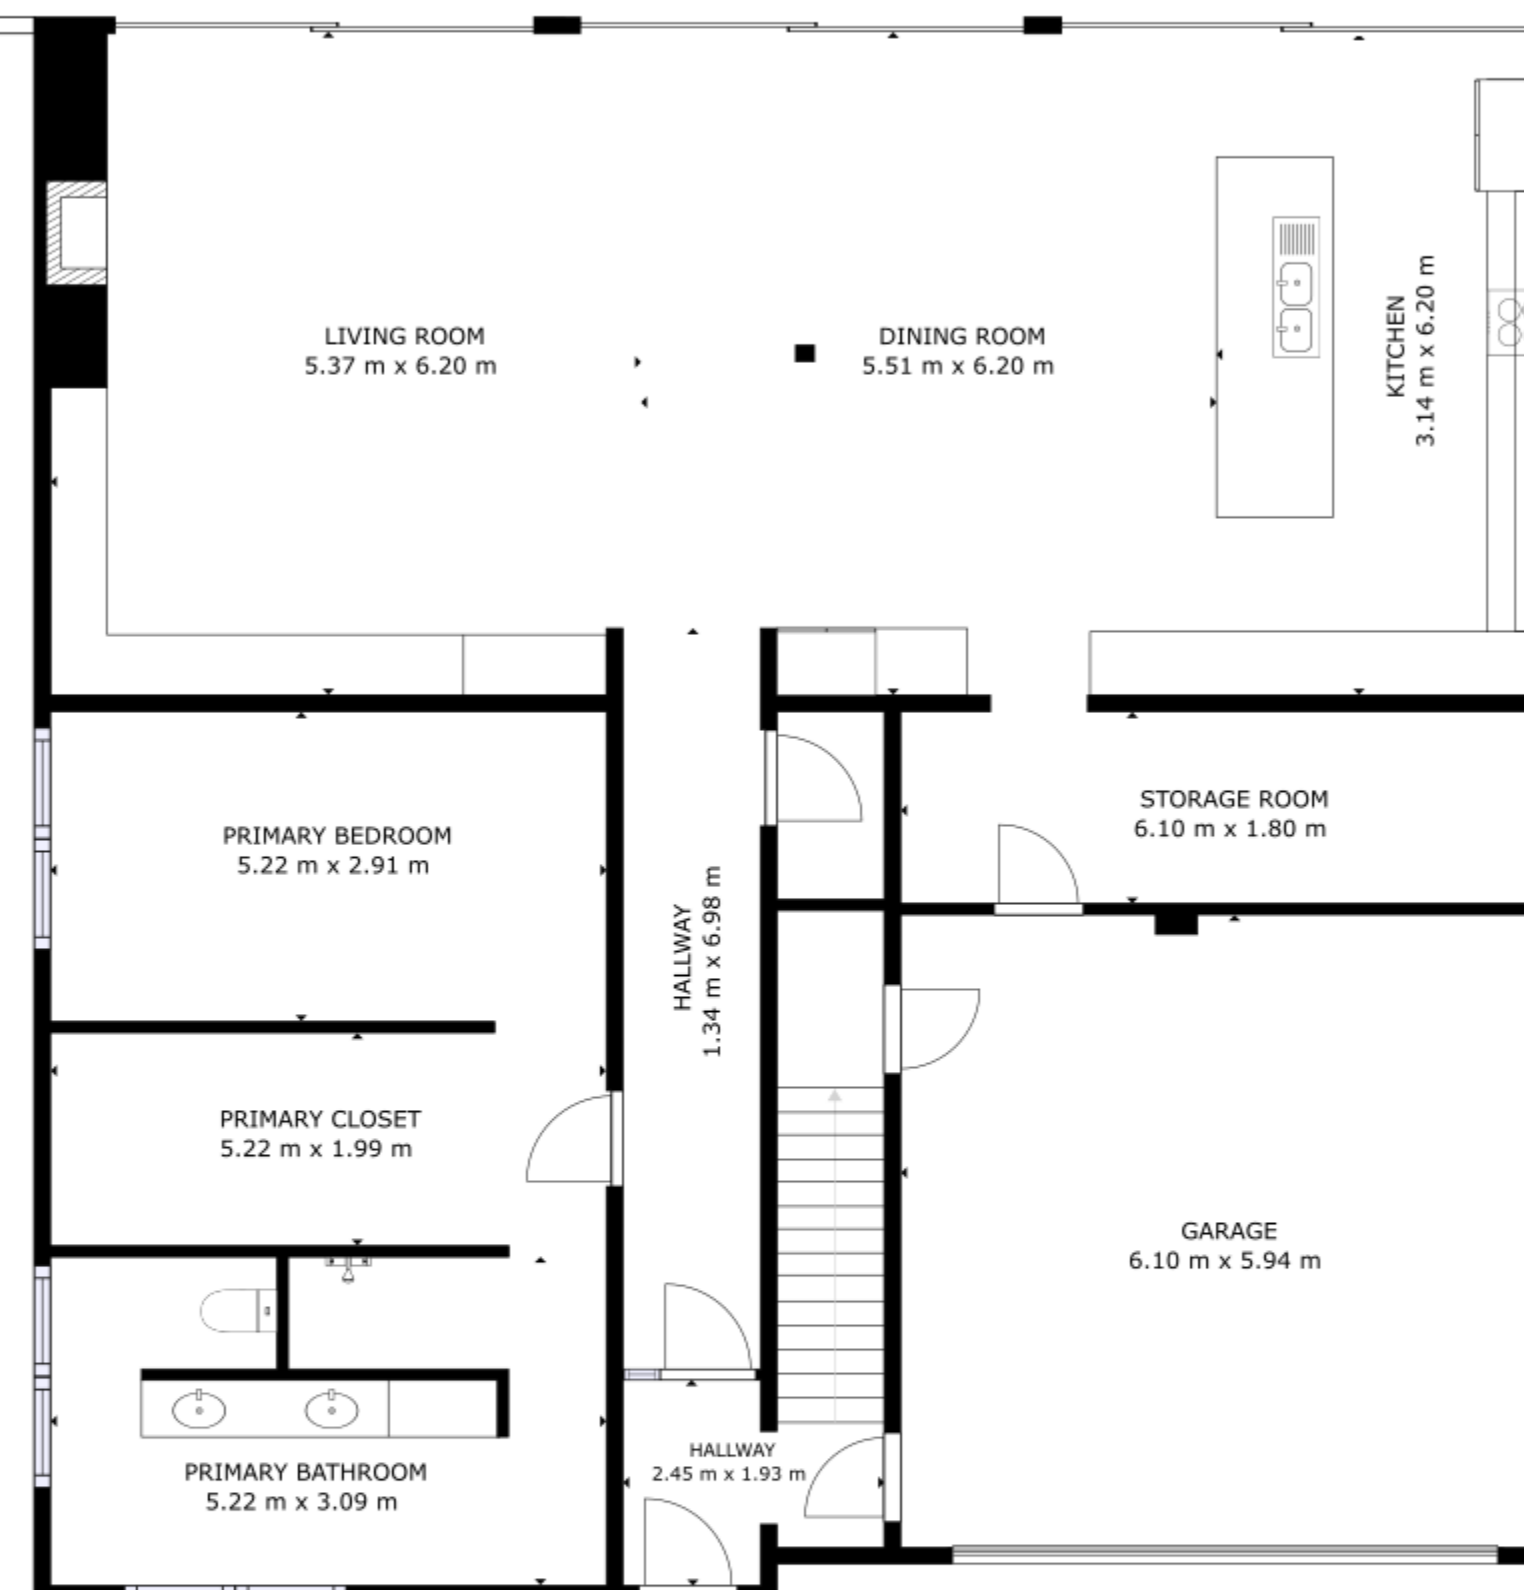 LIVING ROOM
5.37 m x 6.20 m
DINING ROOM
5.51 m x 6.20 m
KITCHEN
3.14 m x 6.20 m
PRIMARY BEDROOM
5.22 m x 2.91 m
STORAGE ROOM
6.10 m x 1.80 m
HALLWAY
1.34 m x 6.98 m
PRIMARY CLOSET
5.22 m x 1.99 m
GARAGE
6.10 m x 5.94 m
HALLWAY
2.45 m x 1.93 m
PRIMARY BATHROOM
5.22 m x 3.09 m